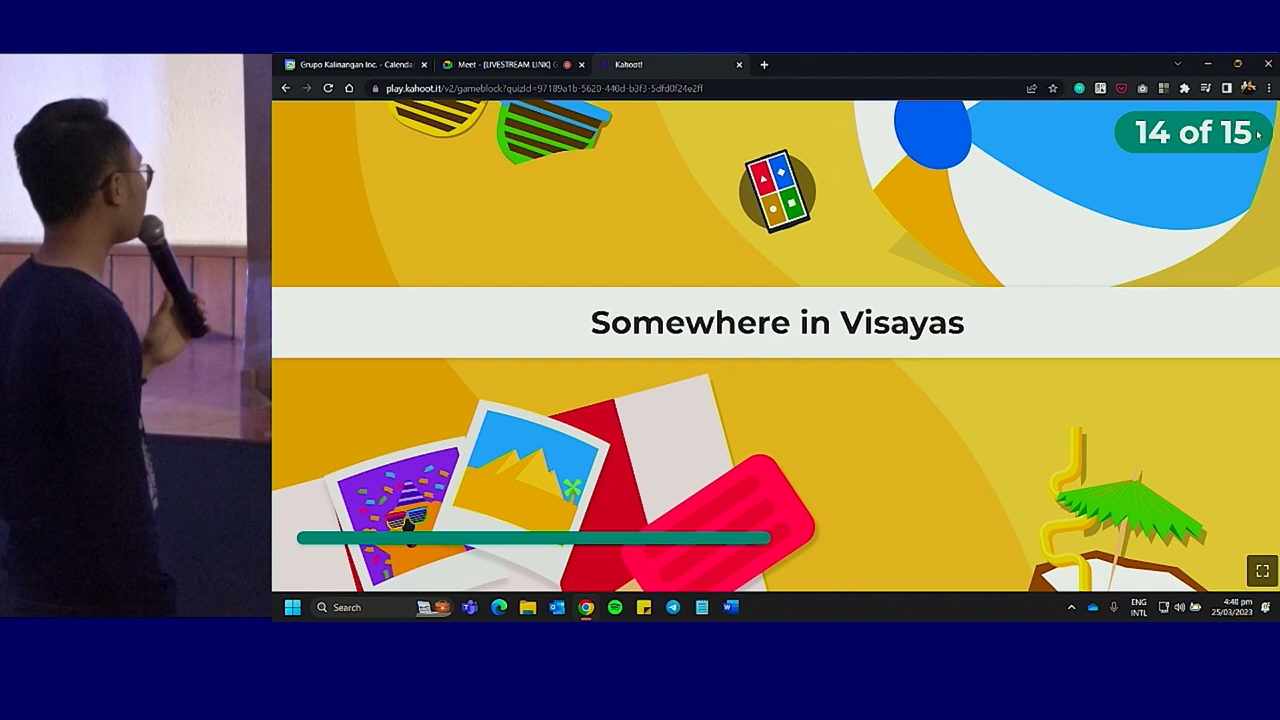 Grupo Kalinangan Inc. - Calenda
Meet - [LIVESTREAM LINK] G
Kahoot!
play.kahoot.it/v2/gameblock?quizId=97189a1b-5620-440d-b3f3-5dfd0f24e2ff
14 of 15
Somewhere in Visayas
Search
ENG
INTL
4:48 pm
25/03/2023